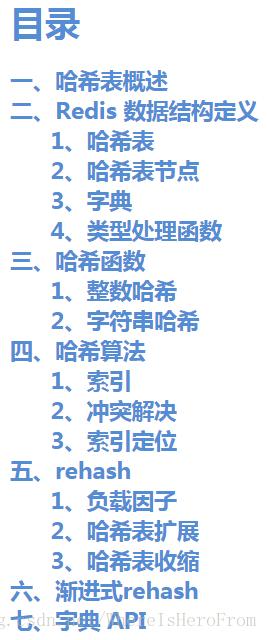 目录
一、哈希表概述
二、Redis 数据结构定义
1、哈希表
2、哈希表节点
3、字典
4、类型处理函数
三、哈希函数
1、整数哈希
2、字符串哈希
四、哈希算法
1、索引
2、冲突解决
3、索引定位
五、rehash
1、负载因子
2、哈希表扩展
3、哈希表收缩
六、渐进式rehash
七、字典 API